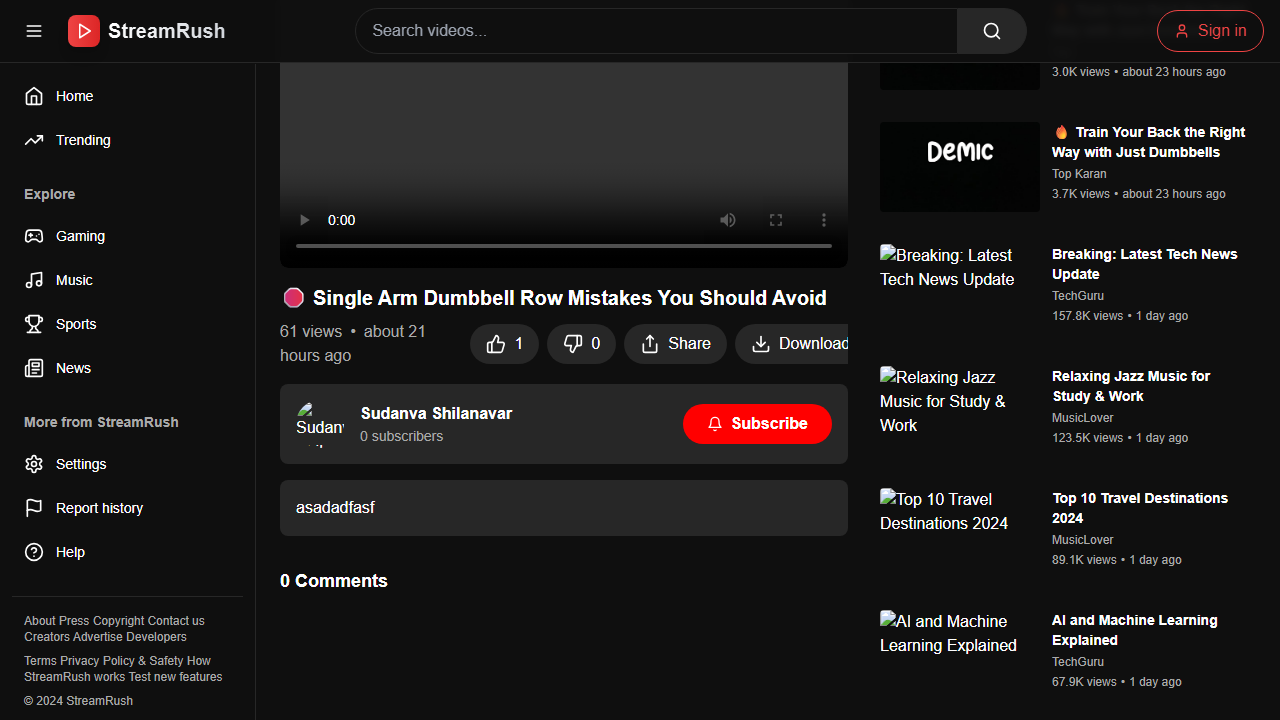 StreamRush
Search videos...
Sign in
Home
Trending
Explore
Gaming
Music
Sports
News
More from StreamRush
Settings
Report history
Help
About Press Copyright Contact us
Creators Advertise Developers
Terms Privacy Policy & Safety How
StreamRush works Test new features
© 2024 StreamRush
0:00
🛑 Single Arm Dumbbell Row Mistakes You Should Avoid
61 views • about 21
hours ago
1
0
Share
Download
Sudanva Shilanavar
0 subscribers
Subscribe
asadadfasf
0 Comments
3.0K views • about 23 hours ago
DEMIC
🔥 Train Your Back the Right
Way with Just Dumbbells
Top Karan
3.7K views • about 23 hours ago
Breaking: Latest
Tech News Update
Breaking: Latest Tech News
Update
TechGuru
157.8K views • 1 day ago
Relaxing Jazz
Music for Study &
Work
Relaxing Jazz Music for
Study & Work
MusicLover
123.5K views • 1 day ago
Top 10 Travel
Destinations 2024
Top 10 Travel Destinations
2024
MusicLover
89.1K views • 1 day ago
AI and Machine
Learning Explained
AI and Machine Learning
Explained
TechGuru
67.9K views • 1 day ago